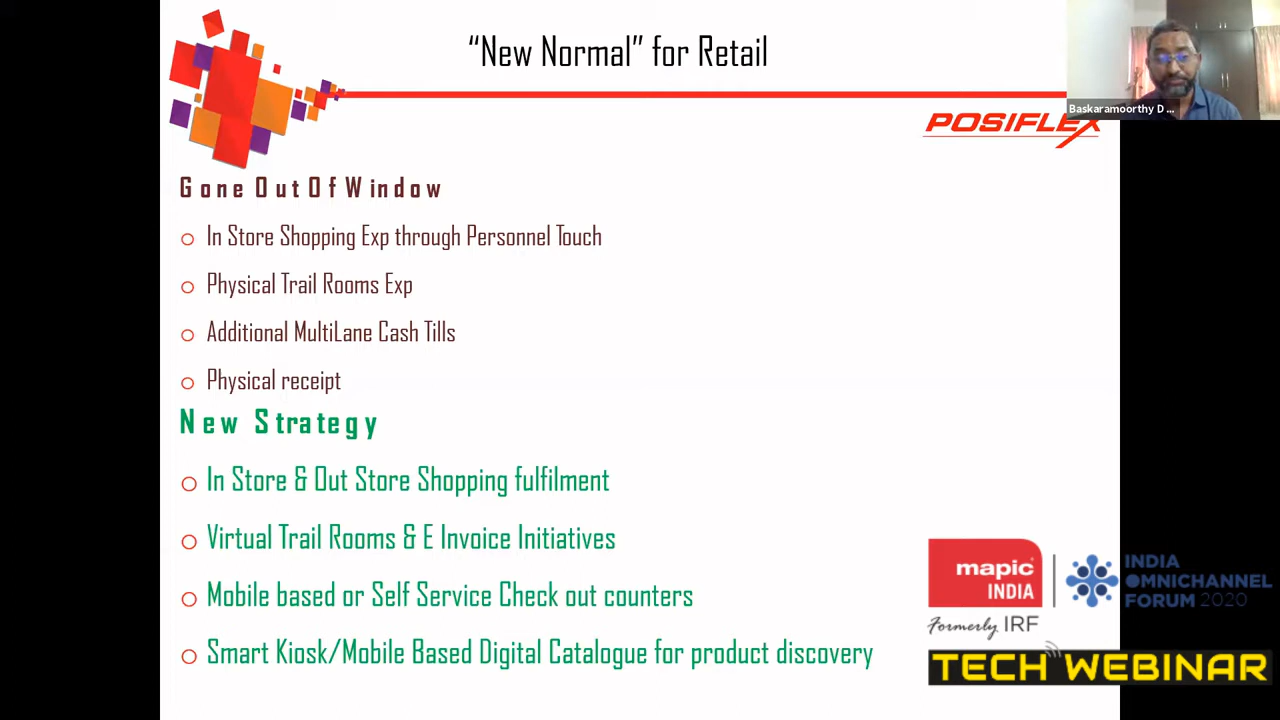 “New Normal” for Retail
Baskaramoorthy D ...
POSIFLEX
Gone Out Of Window
In Store Shopping Exp through Personnel Touch
Physical Trail Rooms Exp
Additional MultiLane Cash Tills
Physical receipt
New Strategy
In Store & Out Store Shopping fulfilment
Virtual Trail Rooms & E Invoice Initiatives
Mobile based or Self Service Check out counters
Smart Kiosk/Mobile Based Digital Catalogue for product discovery
mapic
INDIA
Formerly IRF
INDIA
OMNICHANNEL
FORUM 2020
TECH WEBINAR